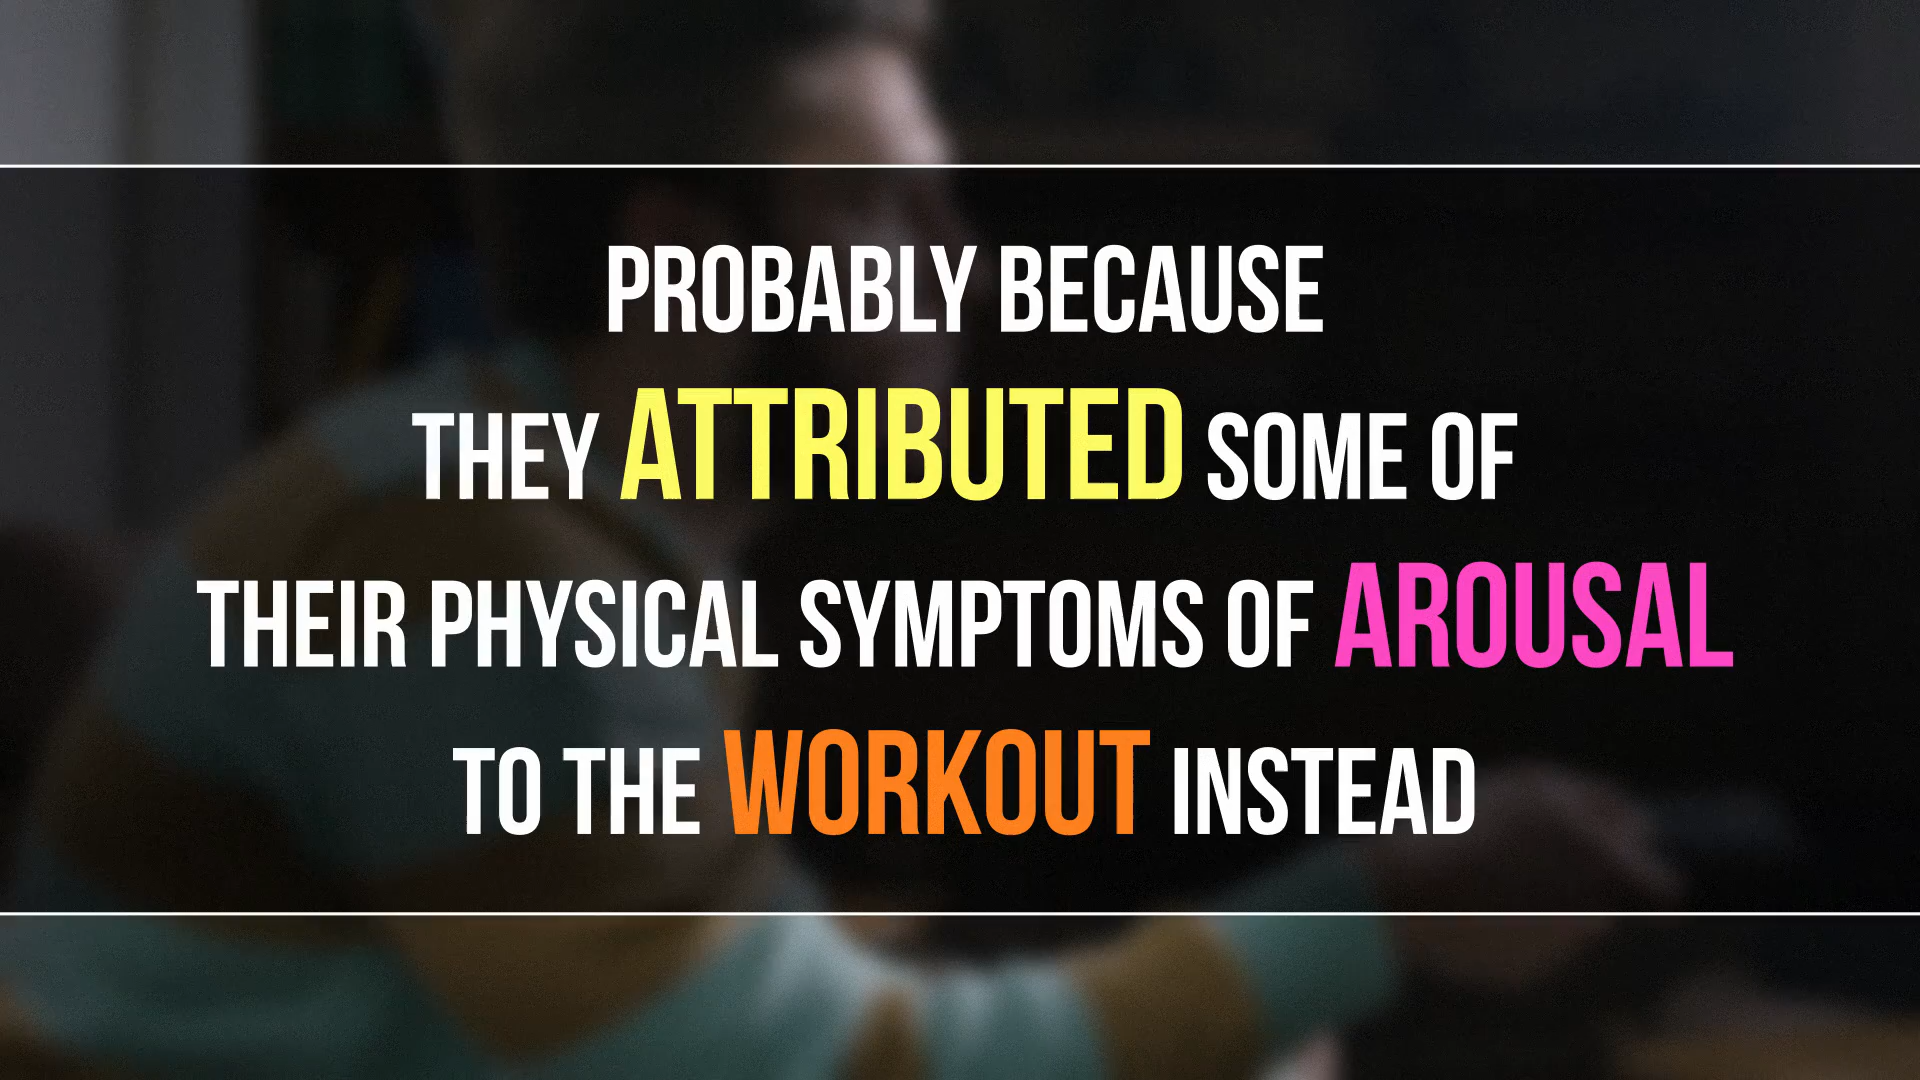 PROBABLY BECAUSE
THEY ATTRIBUTED SOME OF
THEIR PHYSICAL SYMPTOMS OF AROUSAL
TO THE WORKOUT INSTEAD